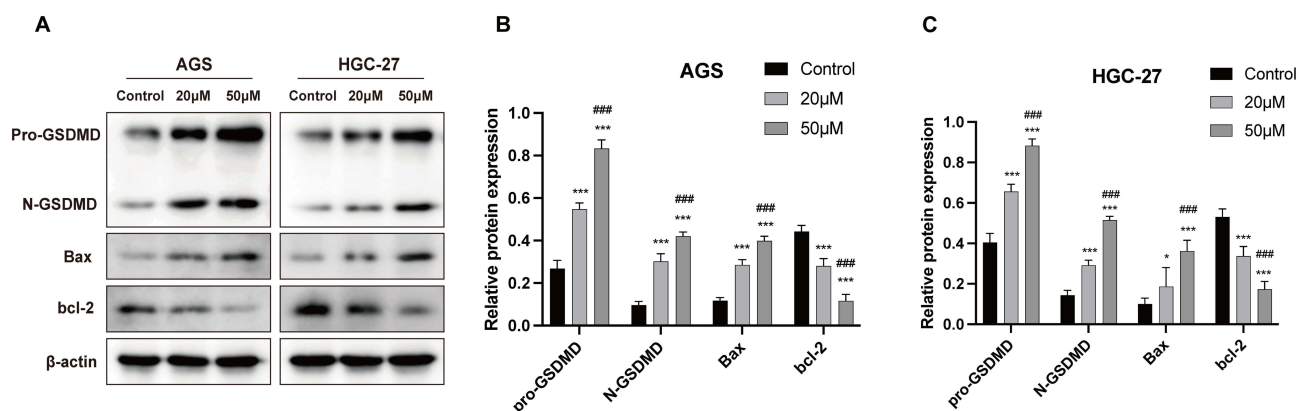 A
AGS
HGC-27
Control 20μM 50μM
Control 20μM 50μM
Pro-GSDMD
N-GSDMD
Bax
bcl-2
β-actin
B
AGS
Control
20μM
50μM
Relative protein expression
1.0
0.8
0.6
0.4
0.2
0.0
***
###
***
***
###
***
***
###
***
***
###
***
pro-GSDMD
N-GSDMD
Bax
bcl-2
C
HGC-27
Control
20μM
50μM
Relative protein expression
1.0
0.8
0.6
0.4
0.2
0.0
***
###
***
***
###
***
*
###
***
***
###
***
pro-GSDMD
N-GSDMD
Bax
bcl-2